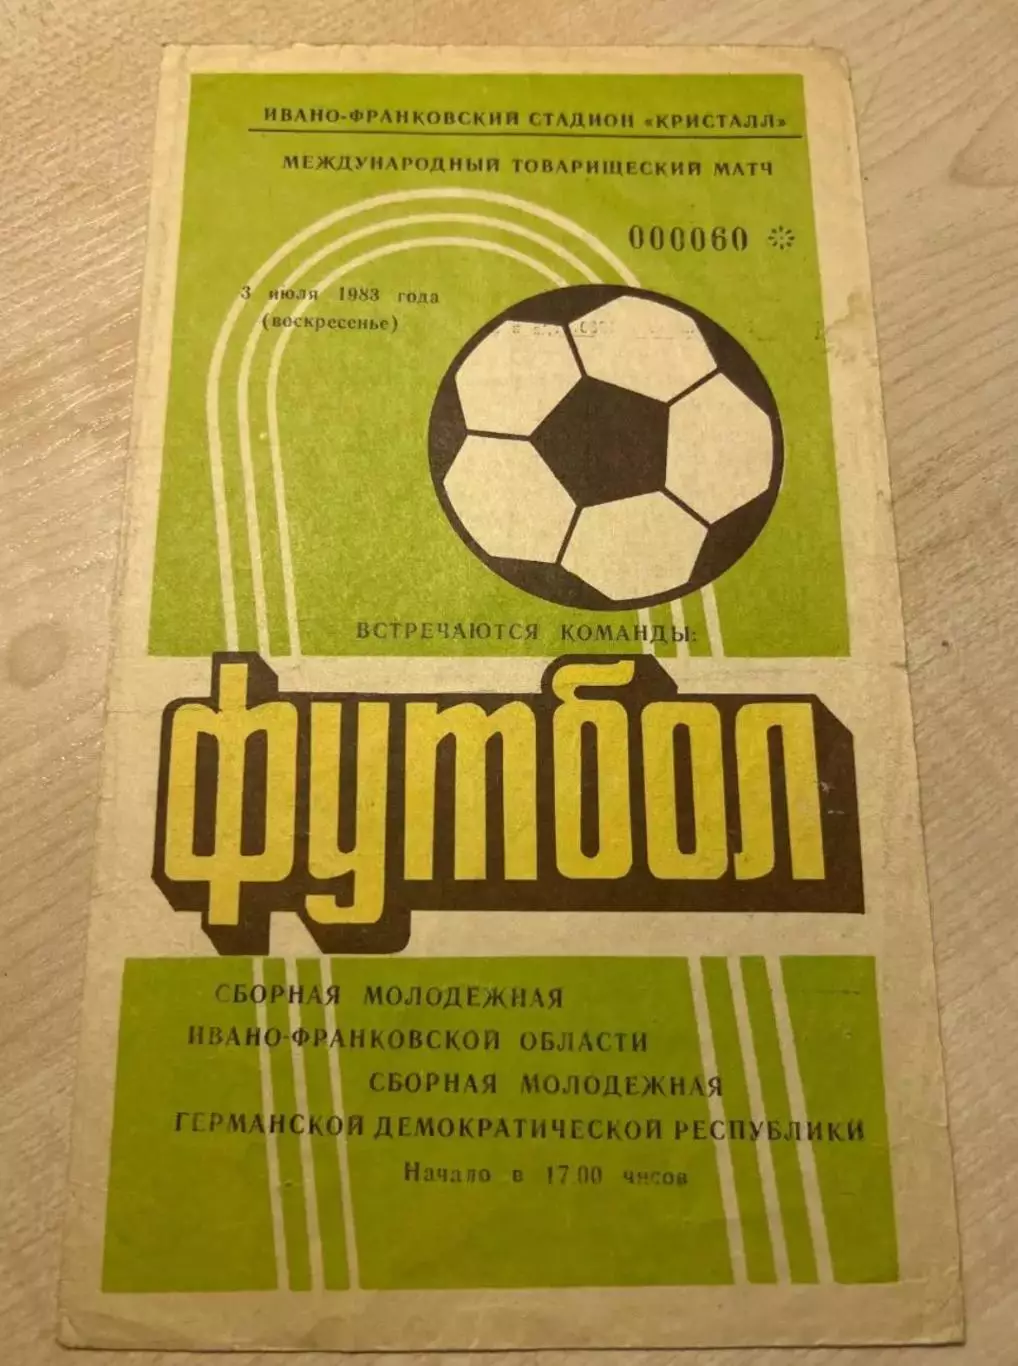 ИВАНО-ФРАНКОВСКИЙ СТАДИОН «КРИСТАЛЛ»
МЕЖДУНАРОДНЫЙ ТОВАРИЩЕСКИЙ МАТЧ
000060 *
3 июля 1983 года
(воскресенье)
ВСТРЕЧАЮТСЯ КОМАНДЫ:
футбол
СБОРНАЯ МОЛОДЕЖНАЯ
ИВАНО-ФРАНКОВСКОЙ ОБЛАСТИ
СБОРНАЯ МОЛОДЕЖНАЯ
ГЕРМАНСКОЙ ДЕМОКРАТИЧЕСКОЙ РЕСПУБЛИКИ
Начало в 17.00 чисов